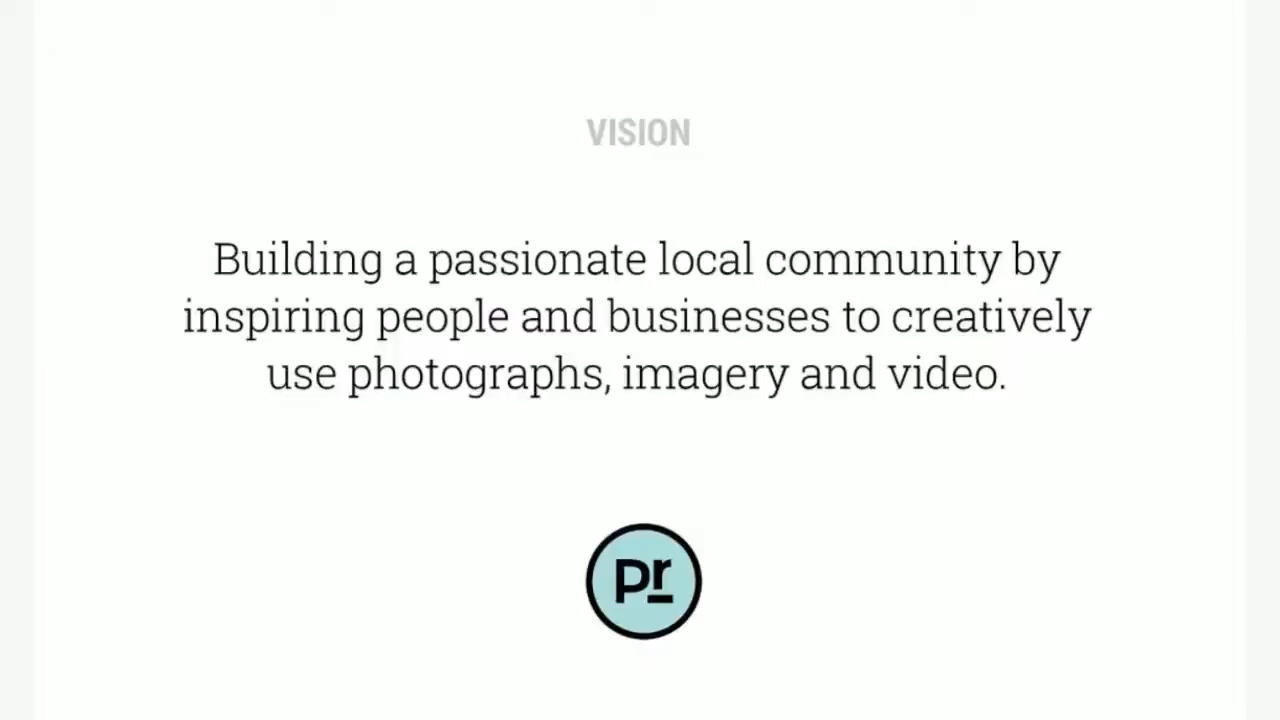 VISION
Building a passionate local community by
inspiring people and businesses to creatively
use photographs, imagery and video.
pr